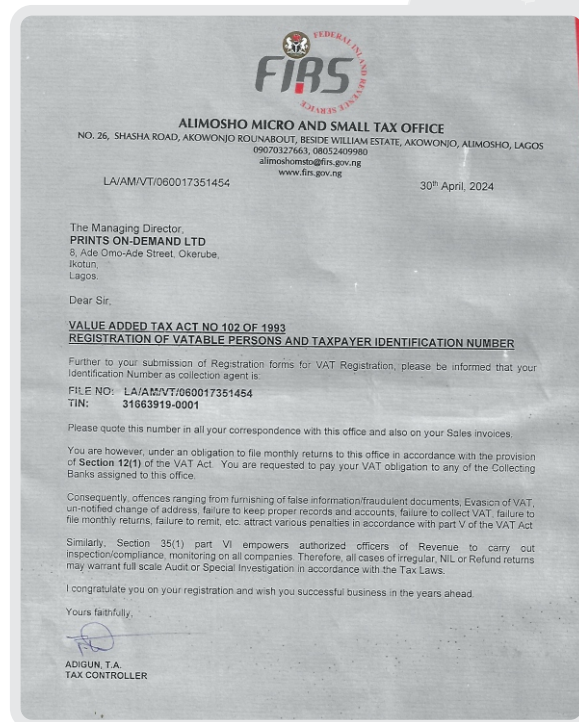 FEDERAL INLAND REVENUE SERVICE
FIRS
ALIMOSHO MICRO AND SMALL TAX OFFICE
NO. 26, SHASHA ROAD, AKOWONJO ROUNABOUT, BESIDE WILLIAM ESTATE, AKOWONJO, ALIMOSHO, LAGOS
09070327663, 08052409980
alimoshomsto@firs.gov.ng
www.firs.gov.ng
LA/AM/VT/060017351454 30th April, 2024
The Managing Director,
PRINTS ON-DEMAND LTD
8, Ade Omo-Ade Street, Okerube,
Ikotun,
Lagos.
Dear Sir,
VALUE ADDED TAX ACT NO 102 OF 1993
REGISTRATION OF VATABLE PERSONS AND TAXPAYER IDENTIFICATION NUMBER
Further to your submission of Registration forms for VAT Registration, please be informed that your
Identification Number as collection agent is:
FILE NO: LA/AM/VT/060017351454
TIN: 31663919-0001
Please quote this number in all your correspondence with this office and also on your Sales invoices.
You are however, under an obligation to file monthly returns to this office in accordance with the provision
of Section 12(1) of the VAT Act. You are requested to pay your VAT obligation to any of the Collecting
Banks assigned to this office.
Consequently, offences ranging from furnishing of false information/fraudulent documents, Evasion of VAT,
un-notified change of address, failure to keep proper records and accounts, failure to collect VAT, failure to
file monthly returns, failure to remit, etc. attract various penalties in accordance with part V of the VAT Act
Similarly, Section 35(1) part VI empowers authorized officers of Revenue to carry out
inspection/compliance, monitoring on all companies. Therefore, all cases of irregular, NIL or Refund returns
may warrant full scale Audit or Special Investigation in accordance with the Tax Laws.
I congratulate you on your registration and wish you successful business in the years ahead.
Yours faithfully,
ADIGUN, T.A.
TAX CONTROLLER